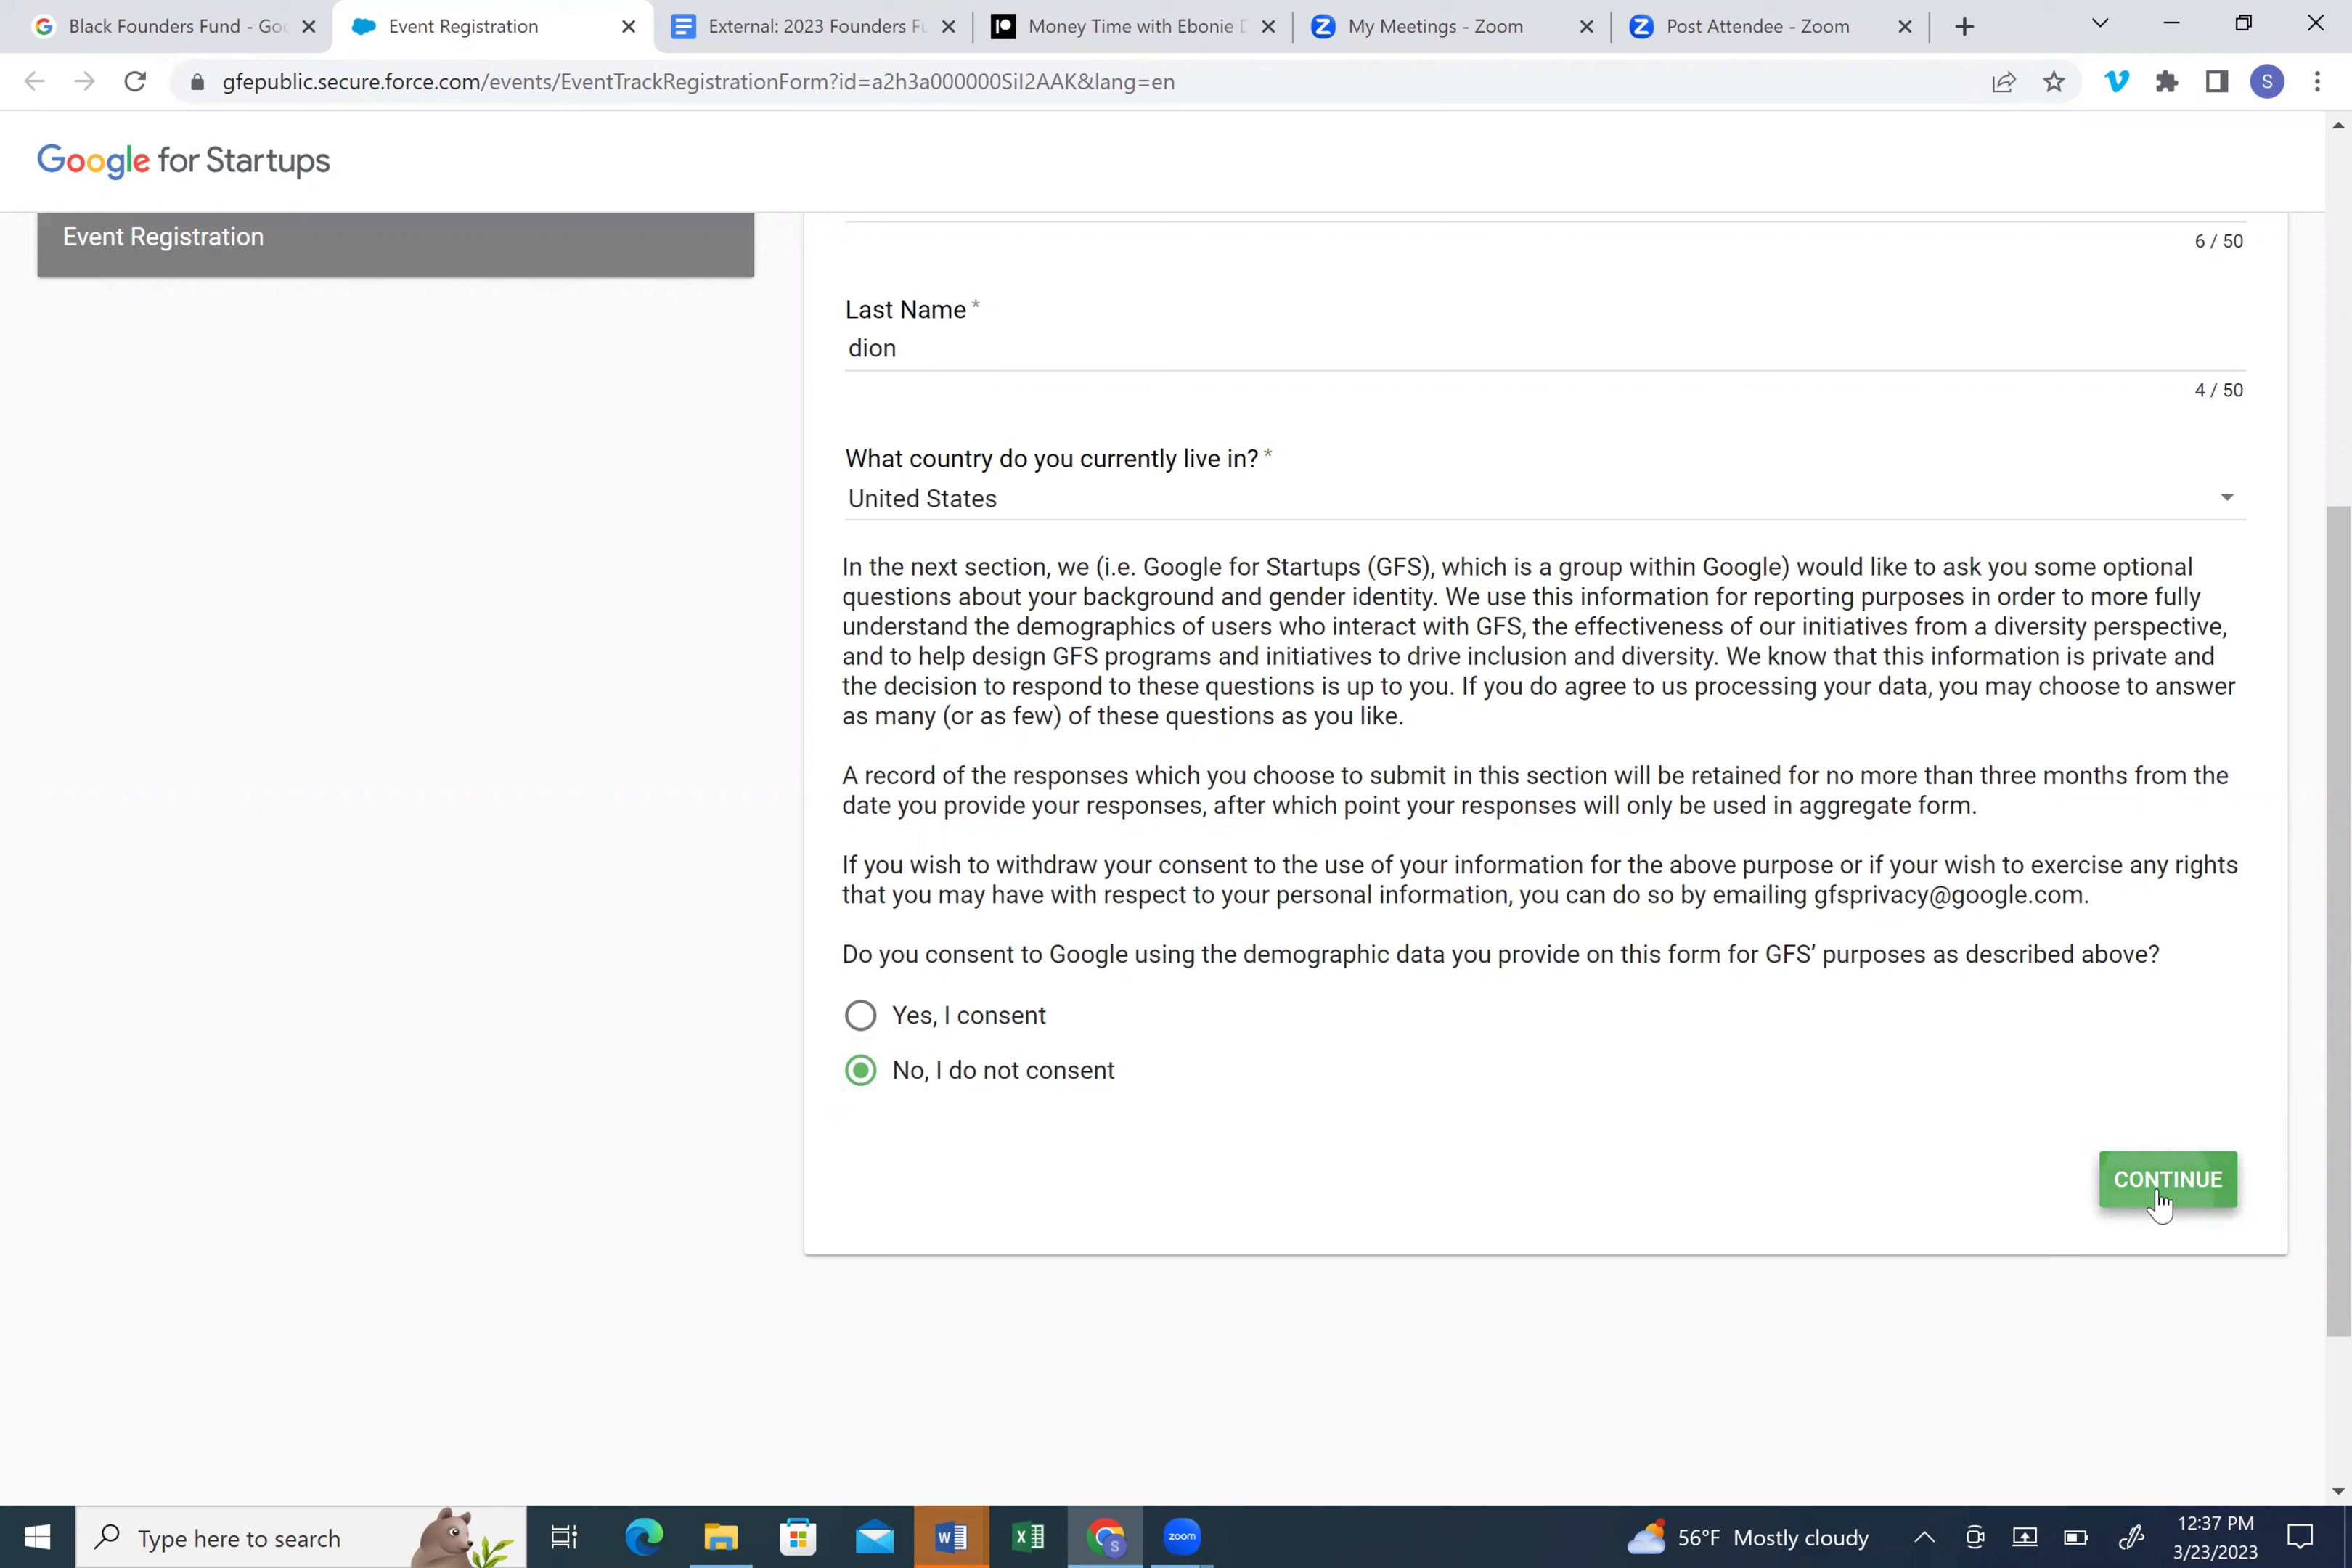 Black Founders Fund - Goo
Event Registration
External: 2023 Founders Fu
Money Time with Ebonie D
My Meetings - Zoom
Post Attendee - Zoom
gfepublic.secure.force.com/events/EventTrackRegistrationForm?id=a2h3a000000SiI2AAK&lang=en
S
Google for Startups
Event Registration
6 / 50
Last Name *
dion
4 / 50
What country do you currently live in? *
United States
In the next section, we (i.e. Google for Startups (GFS), which is a group within Google) would like to ask you some optional
questions about your background and gender identity. We use this information for reporting purposes in order to more fully
understand the demographics of users who interact with GFS, the effectiveness of our initiatives from a diversity perspective,
and to help design GFS programs and initiatives to drive inclusion and diversity. We know that this information is private and
the decision to respond to these questions is up to you. If you do agree to us processing your data, you may choose to answer
as many (or as few) of these questions as you like.
A record of the responses which you choose to submit in this section will be retained for no more than three months from the
date you provide your responses, after which point your responses will only be used in aggregate form.
If you wish to withdraw your consent to the use of your information for the above purpose or if your wish to exercise any rights
that you may have with respect to your personal information, you can do so by emailing gfsprivacy@google.com.
Do you consent to Google using the demographic data you provide on this form for GFS’ purposes as described above?
Yes, I consent
No, I do not consent
CONTINUE
Type here to search
zoom
56°F Mostly cloudy
12:37 PM
3/23/2023